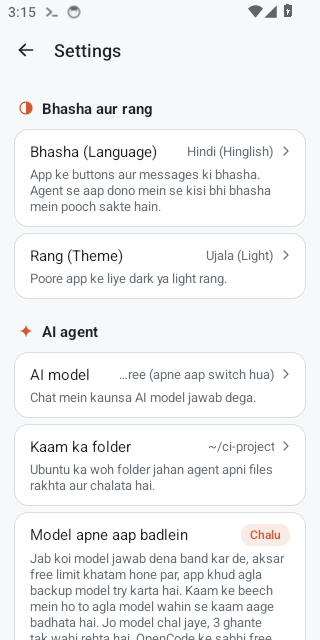 3:15
Settings
Bhasha aur rang
Bhasha (Language) Hindi (Hinglish)
App ke buttons aur messages ki bhasha.
Agent se aap dono mein se kisi bhi bhasha
mein pooch sakte hain.
Rang (Theme) Ujala (Light)
Poore app ke liye dark ya light rang.
AI agent
AI model ...ree (apne aap switch hua)
Chat mein kaunsa AI model jawab dega.
Kaam ka folder ~/ci-project
Ubuntu ka woh folder jahan agent apni files
rakhta aur chalata hai.
Model apne aap badlein Chalu
Jab koi model jawab dena band kar de, aksar
free limit khatam hone par, app khud agla
backup model try karta hai. Kaam ke beech
mein ho to agla model wahin se kaam aage
badhata hai. Jo model chal jaye, 3 ghante
tak wahi rehta hai. OpenCode ke sabhi free